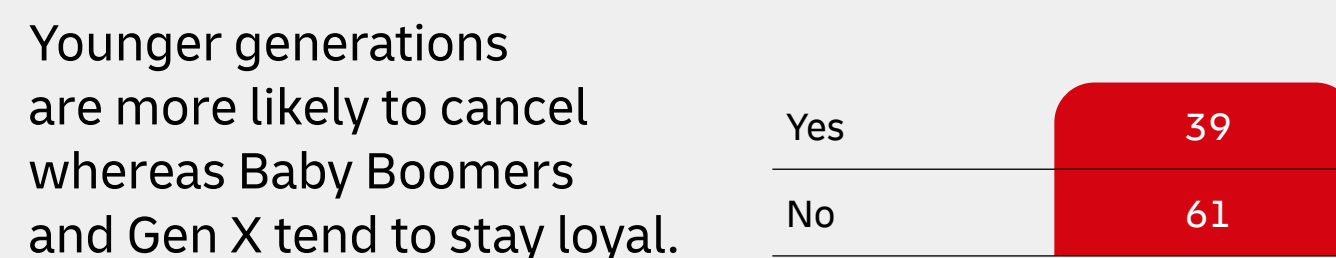 Younger generations
are more likely to cancel
whereas Baby Boomers
and Gen X tend to stay loyal.
Yes 39
No 61